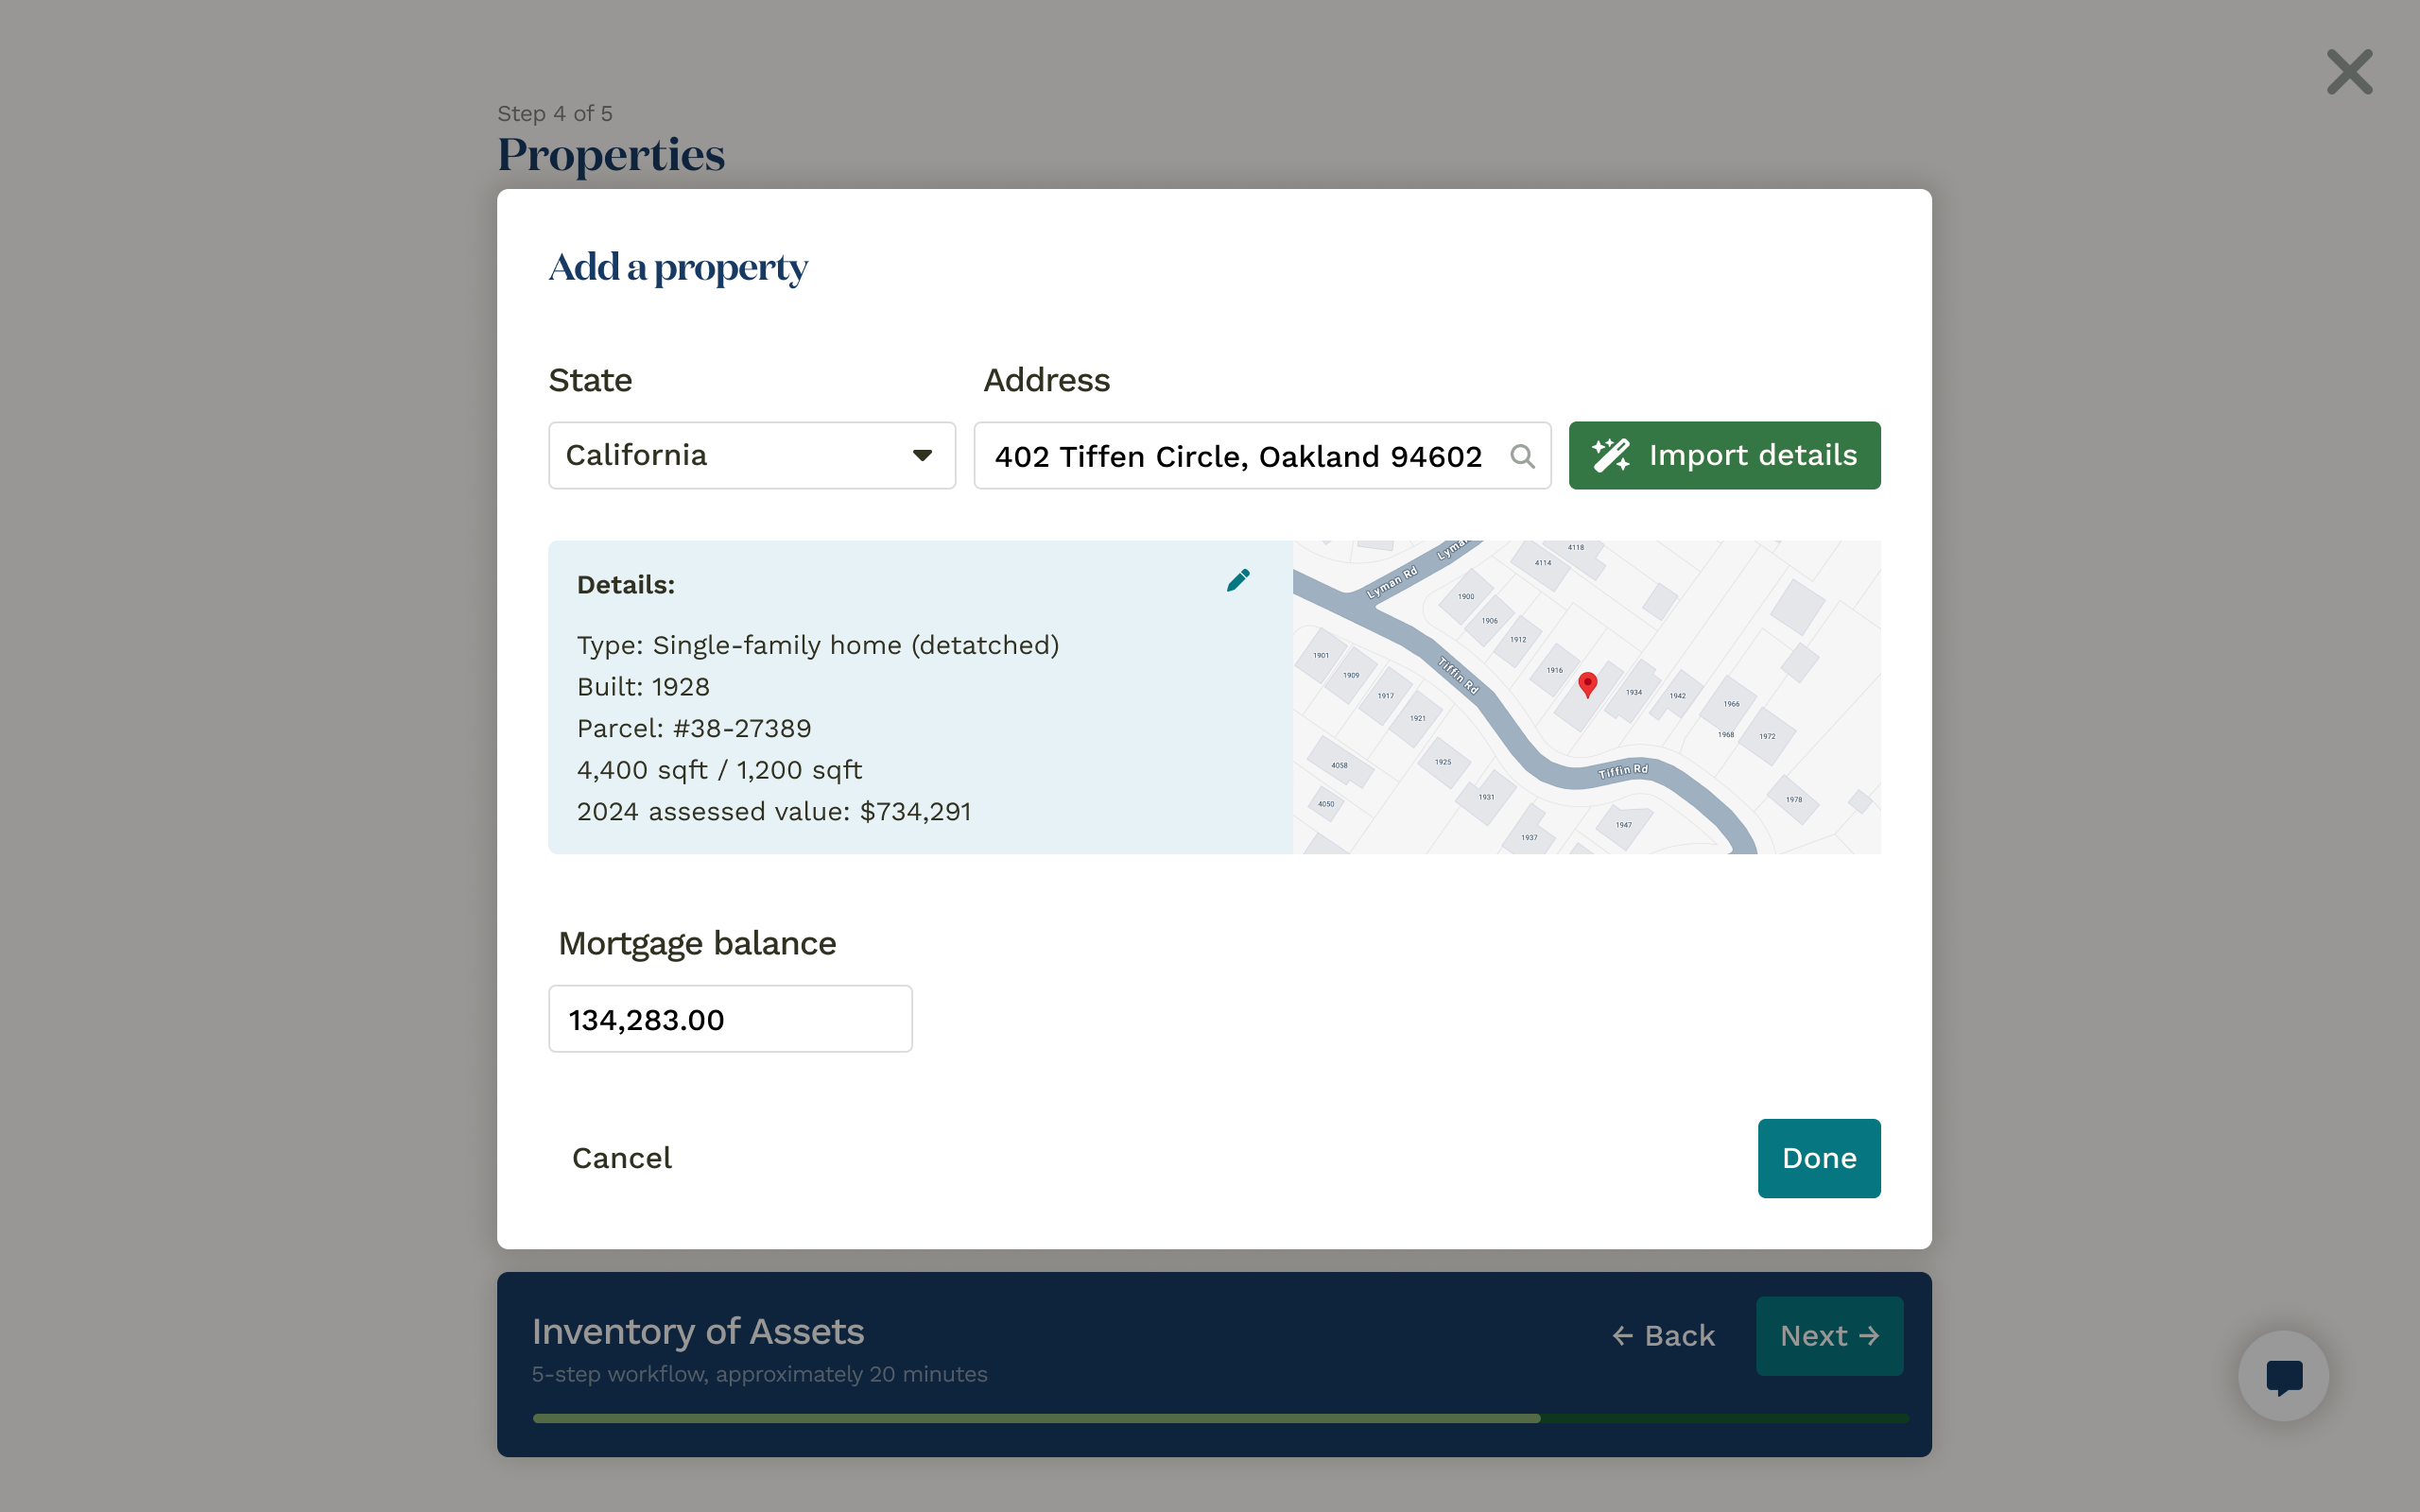 Step 4 of 5
Properties
Add a property
State
Address
California
402 Tiffen Circle, Oakland 94602
Import details
Details:
Type: Single-family home (detatched)
Built: 1928
Parcel: #38-27389
4,400 sqft / 1,200 sqft
2024 assessed value: $734,291
Lyman
Lyman Rd
4118
4114
1900
1906
1912
1901
1909
1916
Tiffin Rd
1917
1934
1942
1921
1966
1968
1972
4058
1925
Tiffin Rd
4050
1931
1978
1937
1947
Mortgage balance
134,283.00
Cancel
Done
Inventory of Assets
5-step workflow, approximately 20 minutes
← Back
Next →